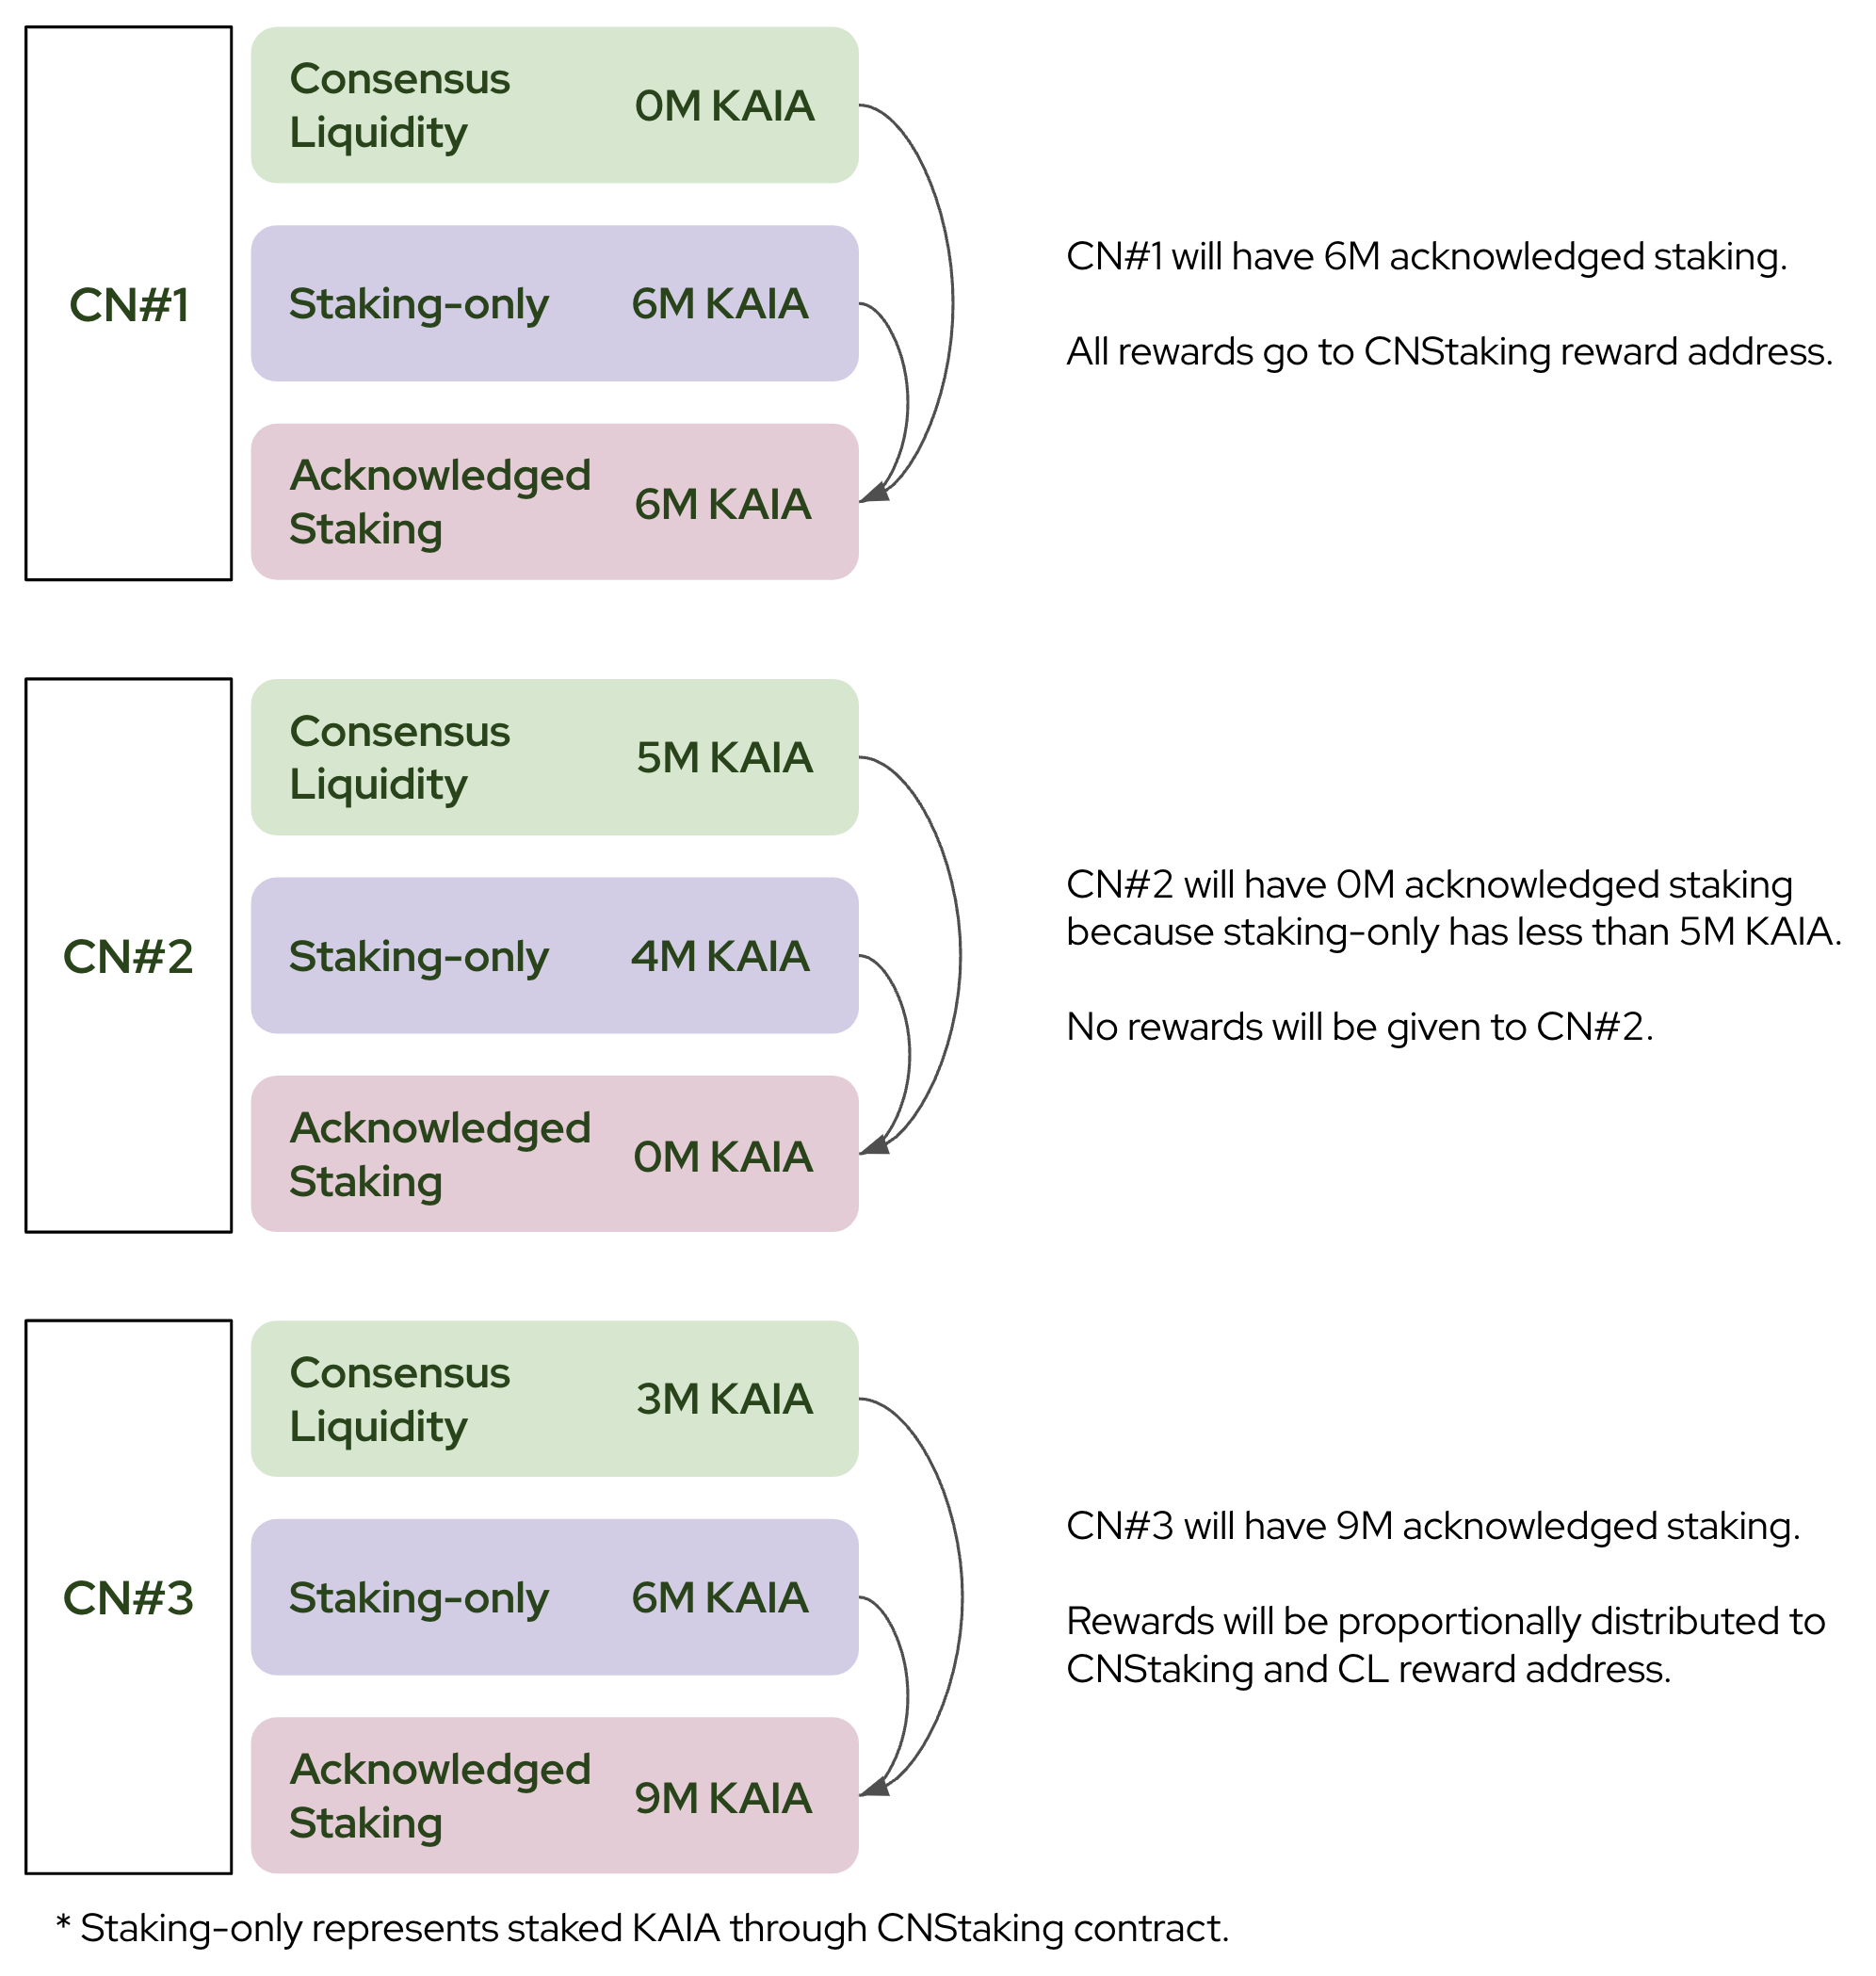 CN#1
Consensus
Liquidity
0M KAIA
Staking-only
6M KAIA
Acknowledged
Staking
6M KAIA
CN#1 will have 6M acknowledged staking.
All rewards go to CNStaking reward address.
CN#2
Consensus
Liquidity
5M KAIA
Staking-only
4M KAIA
Acknowledged
Staking
0M KAIA
CN#2 will have 0M acknowledged staking
because staking-only has less than 5M KAIA.
No rewards will be given to CN#2.
CN#3
Consensus
Liquidity
3M KAIA
Staking-only
6M KAIA
Acknowledged
Staking
9M KAIA
CN#3 will have 9M acknowledged staking.
Rewards will be proportionally distributed to
CNStaking and CL reward address.
* Staking-only represents staked KAIA through CNStaking contract.